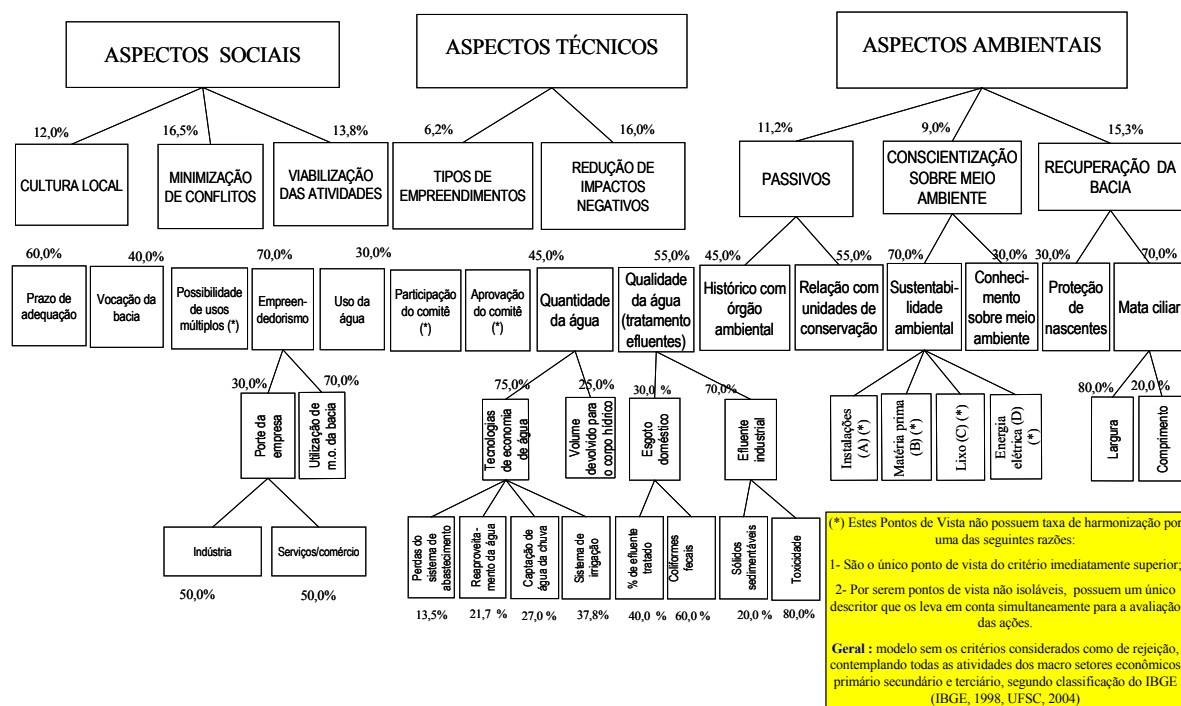 ASPECTOS SOCIAIS
ASPECTOS TÉCNICOS
ASPECTOS AMBIENTAIS
12,0%
16,5%
13,8%
6,2%
16,0%
11,2%
9,0%
15,3%
CULTURA LOCAL
MINIMIZAÇÃO
DE CONFLITOS
VIABILIZAÇÃO
DAS ATIVIDADES
TIPOS DE
EMPREENDIMENTOS
REDUÇÃO DE
IMPACTOS
NEGATIVOS
PASSIVOS
CONSCIENTIZAÇÃO
SOBRE MEIO
AMBIENTE
RECUPERAÇÃO DA
BACIA
60,0%
40,0%
70,0%
30,0%
45,0%
55,0%
45,0%
55,0%
70,0%
30,0%
30,0%
70,0%
Prazo de
adequação
Vocação da
bacia
Possibilidade
de usos
múltiplos (*)
Empreen-
dedorismo
Uso da
água
Participação
do comitê
(*)
Aprovação
do comitê
(*)
Quantidade
da água
Qualidade
da água
(tratamento
efluentes)
Histórico com
órgão
ambiental
Relação com
unidades de
conservação
Sustentabi-
lidade
ambiental
Conheci-
mento
sobre meio
ambiente
Proteção
de
nascentes
Mata ciliar
30,0%
70,0%
75,0%
25,0%
30,0 %
70,0%
80,0%
20,0 %
Porte da
empresa
Utilização de
m.o. da bacia
Tecnologias
de economia
de água
Volume
devolvido para
o corpo hídrico
Esgoto
doméstico
Efluente
industrial
Instalações
(A) (*)
Matéria prima
(B) (*)
Lixo (C) (*)
Energia
elétrica (D)
(*)
Largura
Comprimento
Indústria
Serviços/comércio
50,0%
50,0%
Perdas do
sistema de
abastecimento
Reaproveita-
mento da água
Captação de
água da chuva
Sistema de
irrigação
% de efluente
tratado
Coliformes
fecais
Sólidos
sedimentáveis
Toxicidade
13,5%
21,7 %
27,0 %
37,8%
40,0 %
60,0%
20,0 %
80,0%
(*) Estes Pontos de Vista não possuem taxa de harmonização por
uma das seguintes razões:
1- São o único ponto de vista do critério imediatamente superior;
2- Por serem pontos de vista não isoláveis, possuem um único
descritor que os leva em conta simultaneamente para a avaliação
das ações.
Geral : modelo sem os critérios considerados como de rejeição,
contemplando todas as atividades dos macro setores econômicos
primário secundário e terciário, segundo classificação do IBGE
(IBGE, 1998, UFSC, 2004)